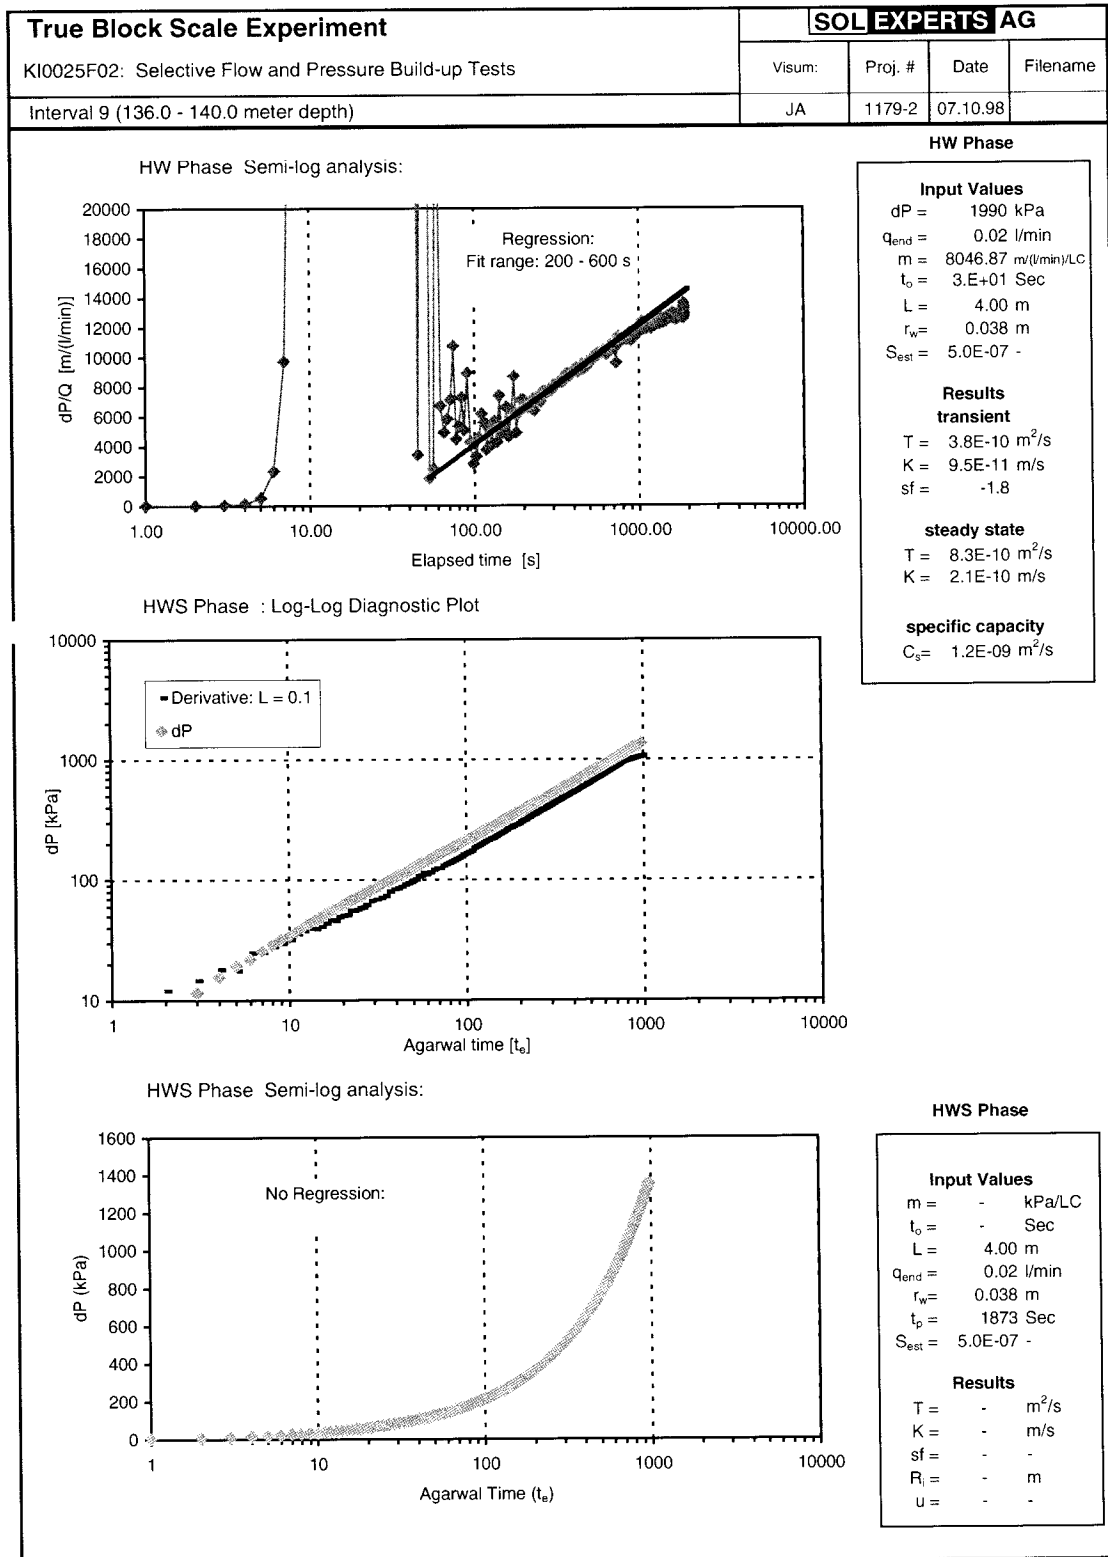 True Block Scale Experiment
SOL EXPERTS AG
KI0025F02: Selective Flow and Pressure Build-up Tests
Visum: Proj. # Date Filename
Interval 9 (136.0 - 140.0 meter depth)
JA 1179-2 07.10.98
HW Phase Semi-log analysis:
20000
18000
16000
14000
12000
10000
8000
6000
4000
2000
0
dP/Q [m/(l/min)]
Regression:
Fit range: 200 - 600 s
1.00 10.00 100.00 1000.00 10000.00
Elapsed time [s]
HW Phase
Input Values
dP = 1990 kPa
qend = 0.02 l/min
m = 8046.87 m/(l/min)/LC
to = 3.E+01 Sec
L = 4.00 m
rw= 0.038 m
Sest = 5.0E-07 -
Results
transient
T = 3.8E-10 m²/s
K = 9.5E-11 m/s
sf = -1.8
steady state
T = 8.3E-10 m²/s
K = 2.1E-10 m/s
specific capacity
Cs= 1.2E-09 m²/s
HWS Phase : Log-Log Diagnostic Plot
10000
1000
100
10
dP [kPa]
Derivative: L = 0.1
dP
1 10 100 1000 10000
Agarwal time [te]
HWS Phase Semi-log analysis:
1600
1400
1200
1000
800
600
400
200
0
dP (kPa)
No Regression:
1 10 100 1000 10000
Agarwal Time (te)
HWS Phase
Input Values
m = - kPa/LC
to = - Sec
L = 4.00 m
qend = 0.02 l/min
rw= 0.038 m
tp = 1873 Sec
Sest = 5.0E-07 -
Results
T = - m²/s
K = - m/s
sf = - -
Ri = - m
u = - -